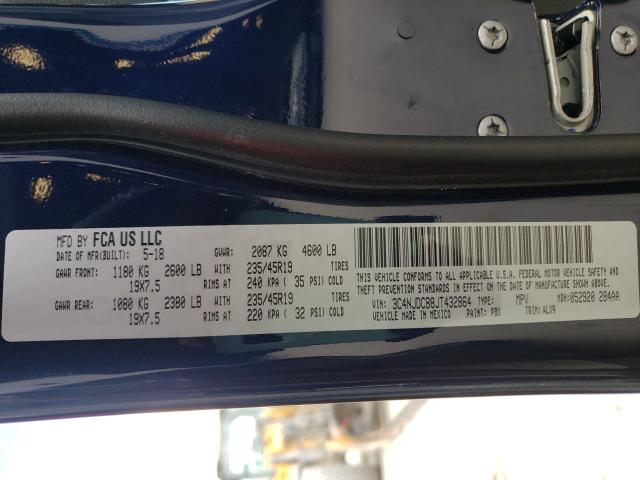 MFD BY FCA US LLC
DATE OF MFR(BUILT): 5-18 GVWR: 2087 KG 4600 LB
GAWR FRONT: 1180 KG 2600 LB WITH 235/45R19 TIRES
19X7.5 RIMS AT 240 KPA ( 35 PSI) COLD
GAWR REAR: 1080 KG 2380 LB WITH 235/45R19 TIRES
19X7.5 RIMS AT 220 KPA ( 32 PSI) COLD
THIS VEHICLE CONFORMS TO ALL APPLICABLE U.S.A. FEDERAL MOTOR VEHICLE SAFETY AND
THEFT PREVENTION STANDARDS IN EFFECT ON THE DATE OF MANUFACTURE SHOWN ABOVE.
VIN: 3C4NJDCB8JT432864 TYPE: MPV MDH:052920 284AA
VEHICLE MADE IN MEXICO PAINT: PBX TRIM: ALX9